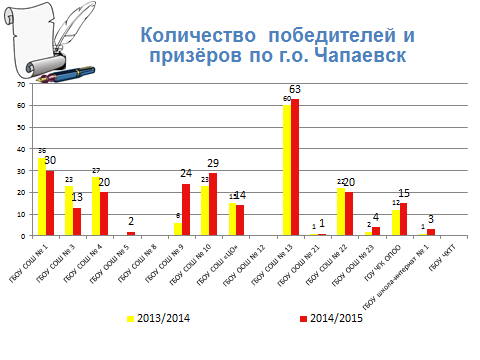 Количество победителей и
призёров по г.о. Чапаевск
70
60
50
40
30
20
10
0
36 30
23 13
27 20
2
6 24
23 29
15 14
60 63
1 1
22 20
2 4
12 15
1 3
ГБОУ СОШ № 1
ГБОУ СОШ № 3
ГБОУ СОШ № 4
ГБОУ ООШ № 5
ГБОУ СОШ № 8
ГБОУ СОШ № 9
ГБОУ СОШ № 10
ГБОУ СОШ «ЦО»
ГБОУ ООШ № 12
ГБОУ СОШ № 13
ГБОУ ООШ № 21
ГБОУ СОШ № 22
ГБОУ ООШ № 23
ГОУ ЧГК ОПОО
ГБОУ школа-интернат № 1
ГБОУ ЧХТТ
2013/2014 2014/2015